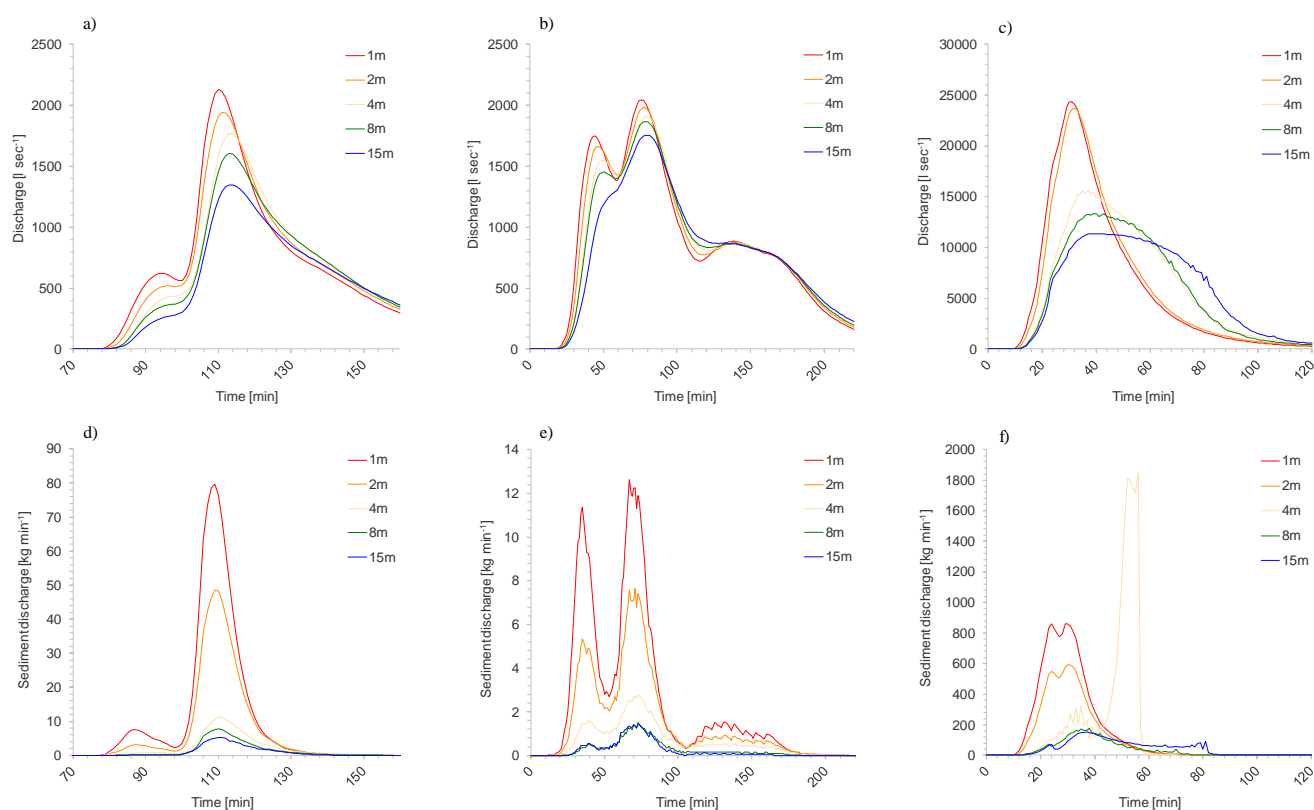 a)
2500
2000
1500
1000
500
0
Discharge [l sec⁻¹]
70 90 110 130 150
Time [min]
1m
2m
4m
8m
15m
b)
2500
2000
1500
1000
500
0
Discharge [l sec⁻¹]
0 50 100 150 200
Time [min]
1m
2m
4m
8m
15m
c)
30000
25000
20000
15000
10000
5000
0
Discharge [l sec⁻¹]
0 20 40 60 80 100 120
Time [min]
1m
2m
4m
8m
15m
d)
90
80
70
60
50
40
30
20
10
0
Sediment discharge [kg min⁻¹]
70 90 110 130 150
Time [min]
1m
2m
4m
8m
15m
e)
14
12
10
8
6
4
2
0
Sediment discharge [kg min⁻¹]
0 50 100 150 200
Time [min]
1m
2m
4m
8m
15m
f)
2000
1800
1600
1400
1200
1000
800
600
400
200
0
Sediment discharge [kg min⁻¹]
0 20 40 60 80 100 120
Time [min]
1m
2m
4m
8m
15m